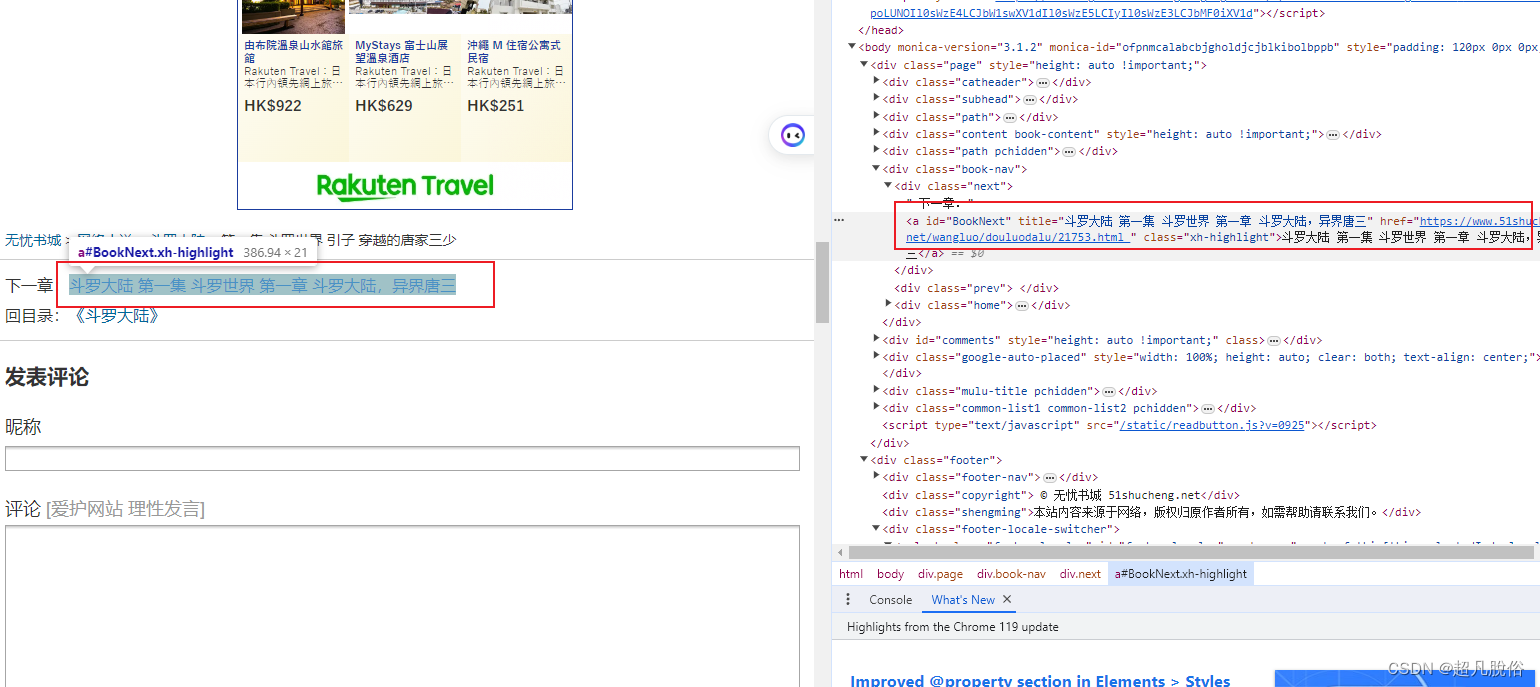 由布院溫泉山水館旅館
Rakuten Travel：日本行內領先網上旅…
HK$922
MyStays 富士山展望溫泉酒店
Rakuten Travel：日本行內領先網上旅…
HK$629
沖繩 M 住宿公寓式民宿
Rakuten Travel：日本行內領先網上旅…
HK$251
Rakuten Travel
无忧书城 >
引子 穿越的唐家三少
a#BookNext.xh-highlight 386.94 × 21
下一章
斗罗大陆 第一集 斗罗世界 第一章 斗罗大陆，异界唐三
回目录：《斗罗大陆》
发表评论
昵称
评论 [爱护网站 理性发言]
poLUNOIl0sWzE4LCJbW1swXV1dIl0sWzE5LCIyIl0sWzE3LCJbMF0iXV1d"></script>
</head>
<body monica-version="3.1.2" monica-id="ofpnmcalabcbjgholdjcjblkibolbppb" style="padding: 120px 0px 0px
<div class="page" style="height: auto !important;">
<div class="catheader">…</div>
<div class="subhead">…</div>
<div class="path">…</div>
<div class="content book-content" style="height: auto !important;">…</div>
<div class="path pchidden">…</div>
<div class="book-nav">
<div class="next">
" 下一章："
<a id="BookNext" title="斗罗大陆 第一集 斗罗世界 第一章 斗罗大陆，异界唐三" href="https://www.51shuc
net/wangluo/douluodalu/21753.html " class="xh-highlight">斗罗大陆 第一集 斗罗世界 第一章 斗罗大陆，
三</a> == $0
</div>
<div class="prev"> </div>
<div class="home">…</div>
</div>
<div id="comments" style="height: auto !important;" class>…</div>
<div class="google-auto-placed" style="width: 100%; height: auto; clear: both; text-align: center;">
</div>
<div class="mulu-title pchidden">…</div>
<div class="common-list1 common-list2 pchidden">…</div>
<script type="text/javascript" src="/static/readbutton.js?v=0925"></script>
</div>
<div class="footer">
<div class="footer-nav">…</div>
<div class="copyright"> © 无忧书城 51shucheng.net</div>
<div class="shengming">本站内容来源于网络，版权归原作者所有，如需帮助请联系我们。</div>
<div class="footer-locale-switcher">
html body div.page div.book-nav div.next a#BookNext.xh-highlight
Console What's New ×
Highlights from the Chrome 119 update
Improved @property section in Elements > Styles
CSDN @超凡脫俗